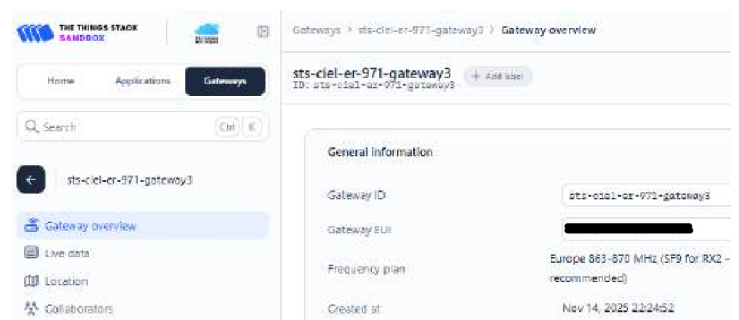 THE THINGS STACK
SANDBOX
Gateways > sts-ciel-er-971-gateway3 > Gateway overview
Home Applications Gateways
sts-ciel-er-971-gateway3 + Add label
ID: sts-ciel-er-971-gateway3
Search Ctrl K
General information
sts-ciel-er-971-gateway3
Gateway ID sts-ciel-er-971-gateway3
Gateway overview
Gateway EUI
Live data
Europe 863-870 MHz (SF9 for RX2 -
Frequency plan
recommended)
Location
Collaborators
Created at Nov 14, 2025 22:24:52